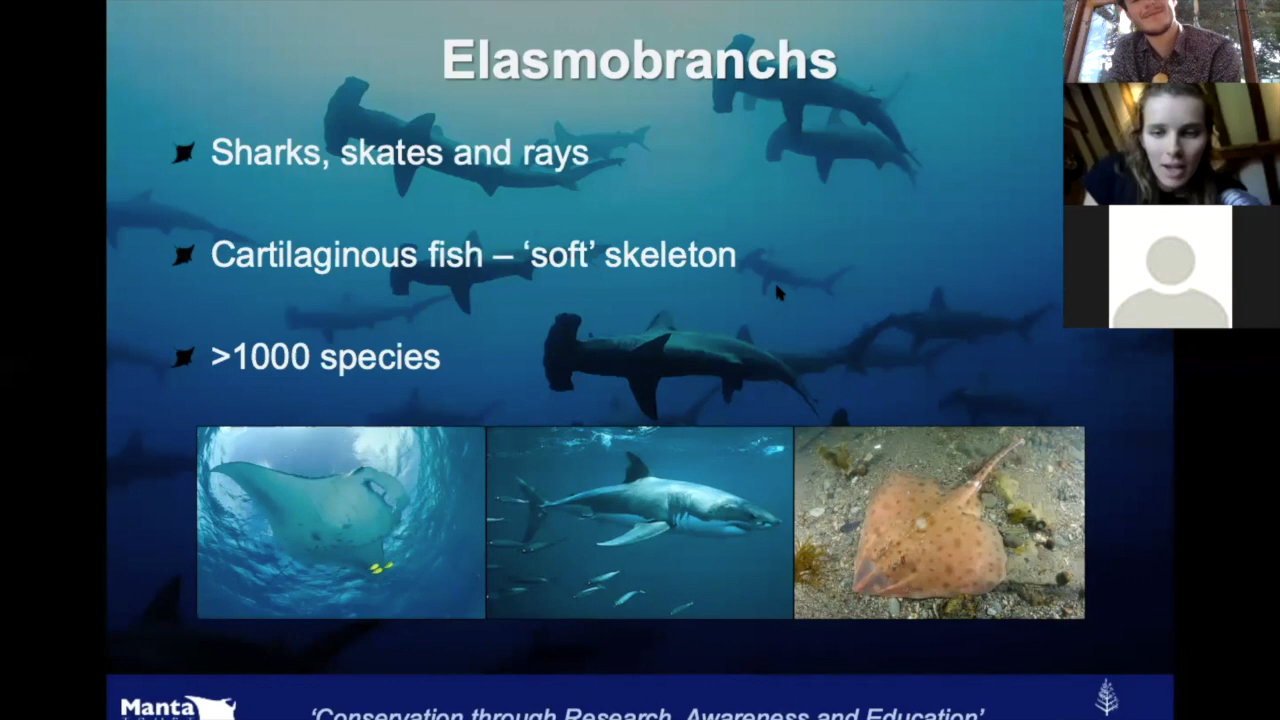 Elasmobranchs
Sharks, skates and rays
Cartilaginous fish – ‘soft’ skeleton
>1000 species
Manta
‘Conservation through Research, Awareness and Education’